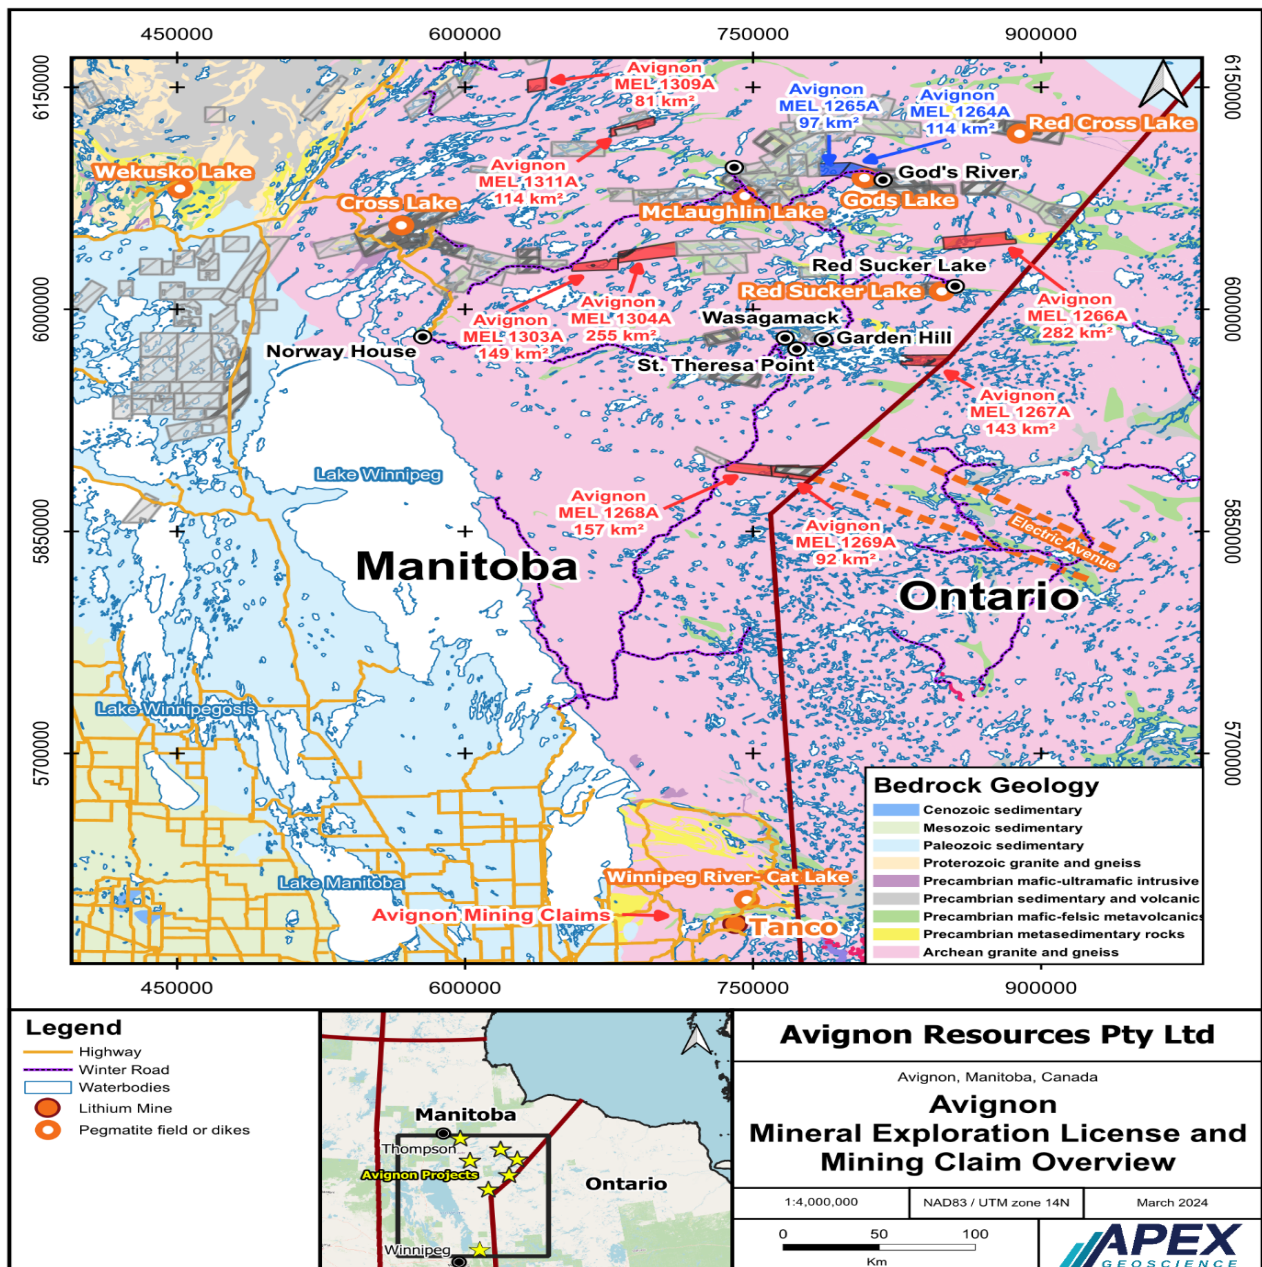 450000
600000
750000
900000
6150000
6150000
Avignon
MEL 1309A
81 km²
Avignon
MEL 1265A
97 km²
Avignon
MEL 1264A
114 km²
Red Cross Lake
Wekusko Lake
Avignon
MEL 1311A
114 km²
God's River
Cross Lake
McLaughlin Lake
Gods Lake
Red Sucker Lake
Red Sucker Lake
6000000
6000000
Avignon
MEL 1303A
149 km²
Avignon
MEL 1304A
255 km²
Avignon
MEL 1266A
282 km²
Wasagamack
Garden Hill
Norway House
St. Theresa Point
Avignon
MEL 1267A
143 km²
Lake Winnipeg
Avignon
MEL 1268A
157 km²
Avignon
MEL 1269A
92 km²
Electric Avenue
5850000
5850000
Manitoba
Ontario
Lake Winnipegosis
5700000
5700000
Bedrock Geology
Cenozoic sedimentary
Mesozoic sedimentary
Paleozoic sedimentary
Proterozoic granite and gneiss
Precambrian mafic-ultramafic intrusive
Precambrian sedimentary and volcanic
Precambrian mafic-felsic metavolcanics
Precambrian metasedimentary rocks
Archean granite and gneiss
Lake Manitoba
Winnipeg River- Cat Lake
Avignon Mining Claims
Tanco
450000
600000
750000
900000
Legend
Highway
Winter Road
Waterbodies
Lithium Mine
Pegmatite field or dikes
Manitoba
Thompson
Avignon Projects
Ontario
Winnipeg
Avignon Resources Pty Ltd
Avignon, Manitoba, Canada
Avignon
Mineral Exploration License and
Mining Claim Overview
1:4,000,000
NAD83 / UTM zone 14N
March 2024
0 50 100
Km
APEX
GEOSCIENCE